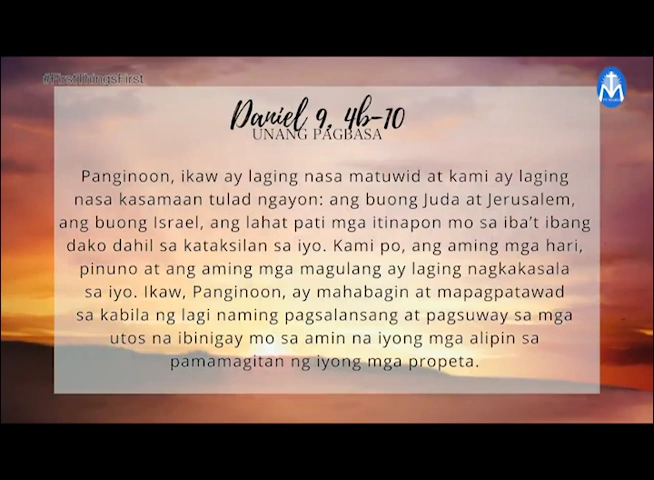 #FirstThingsFirst
Daniel 9, 4b-10
UNANG PAGBASA
Panginoon, ikaw ay laging nasa matuwid at kami ay laging
nasa kasamaan tulad ngayon: ang buong Juda at Jerusalem,
ang buong Israel, ang lahat pati mga itinapon mo sa iba't ibang
dako dahil sa kataksilan sa iyo. Kami po, ang aming mga hari,
pinuno at ang aming mga magulang ay laging nagkakasala
sa iyo. Ikaw, Panginoon, ay mahabagin at mapagpatawad
sa kabila ng lagi naming pagsalansang at pagsuway sa mga
utos na ibinigay mo sa amin na iyong mga alipin sa
pamamagitan ng iyong mga propeta.